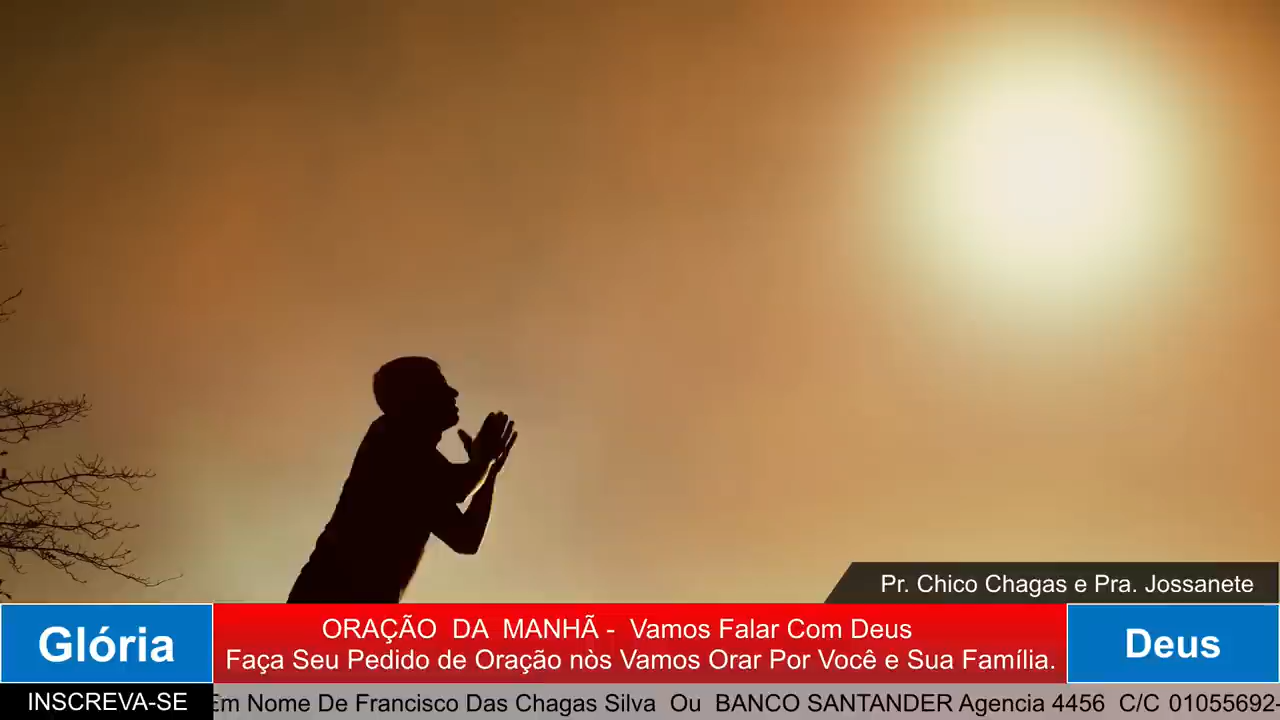 Pr. Chico Chagas e Pra. Jossanete
Glória
ORAÇÃO DA MANHÃ - Vamos Falar Com Deus
Faça Seu Pedido de Oração nòs Vamos Orar Por Você e Sua Família.
Deus
INSCREVA-SE
Em Nome De Francisco Das Chagas Silva Ou BANCO SANTANDER Agencia 4456 C/C 01055692-